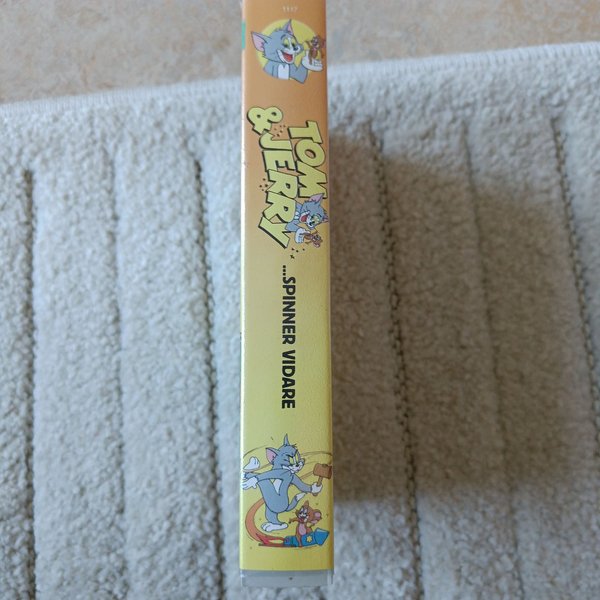 TOM
& JERRY
....SPINNER VIDARE